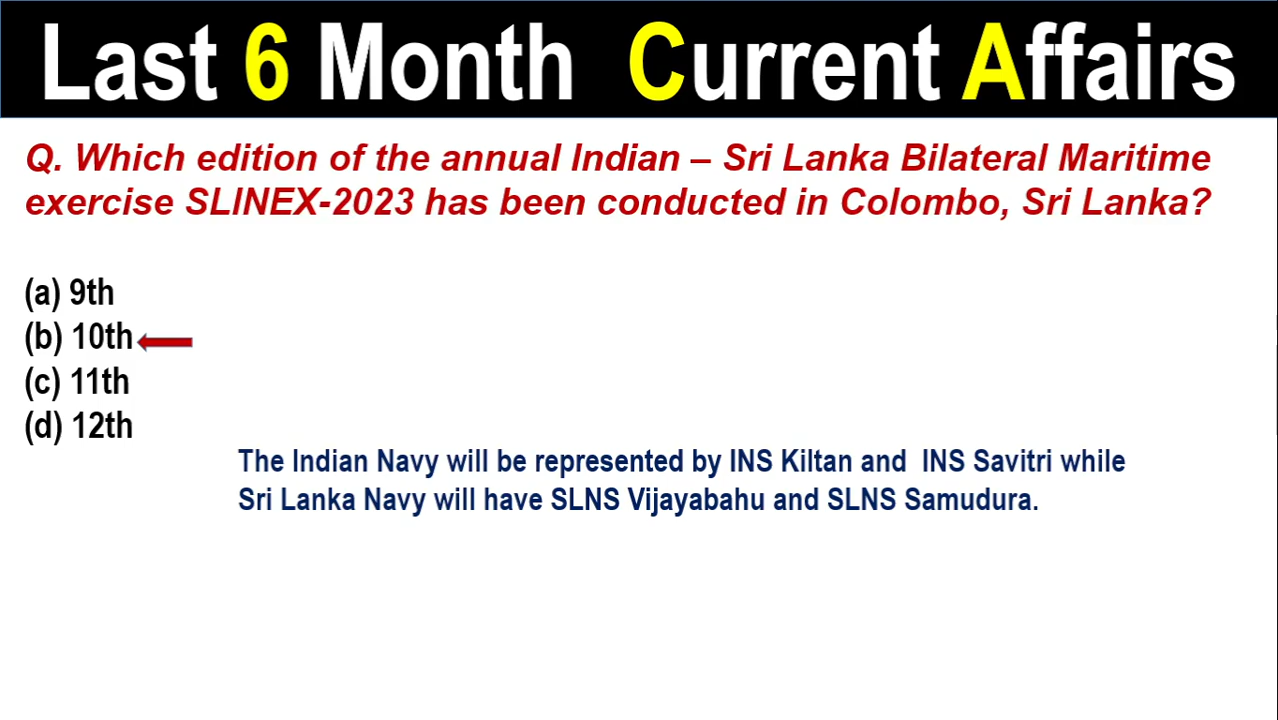 Last 6 Month Current Affairs
Q. Which edition of the annual Indian – Sri Lanka Bilateral Maritime
exercise SLINEX-2023 has been conducted in Colombo, Sri Lanka?
(a) 9th
(b) 10th
(c) 11th
(d) 12th
The Indian Navy will be represented by INS Kiltan and INS Savitri while
Sri Lanka Navy will have SLNS Vijayabahu and SLNS Samudura.